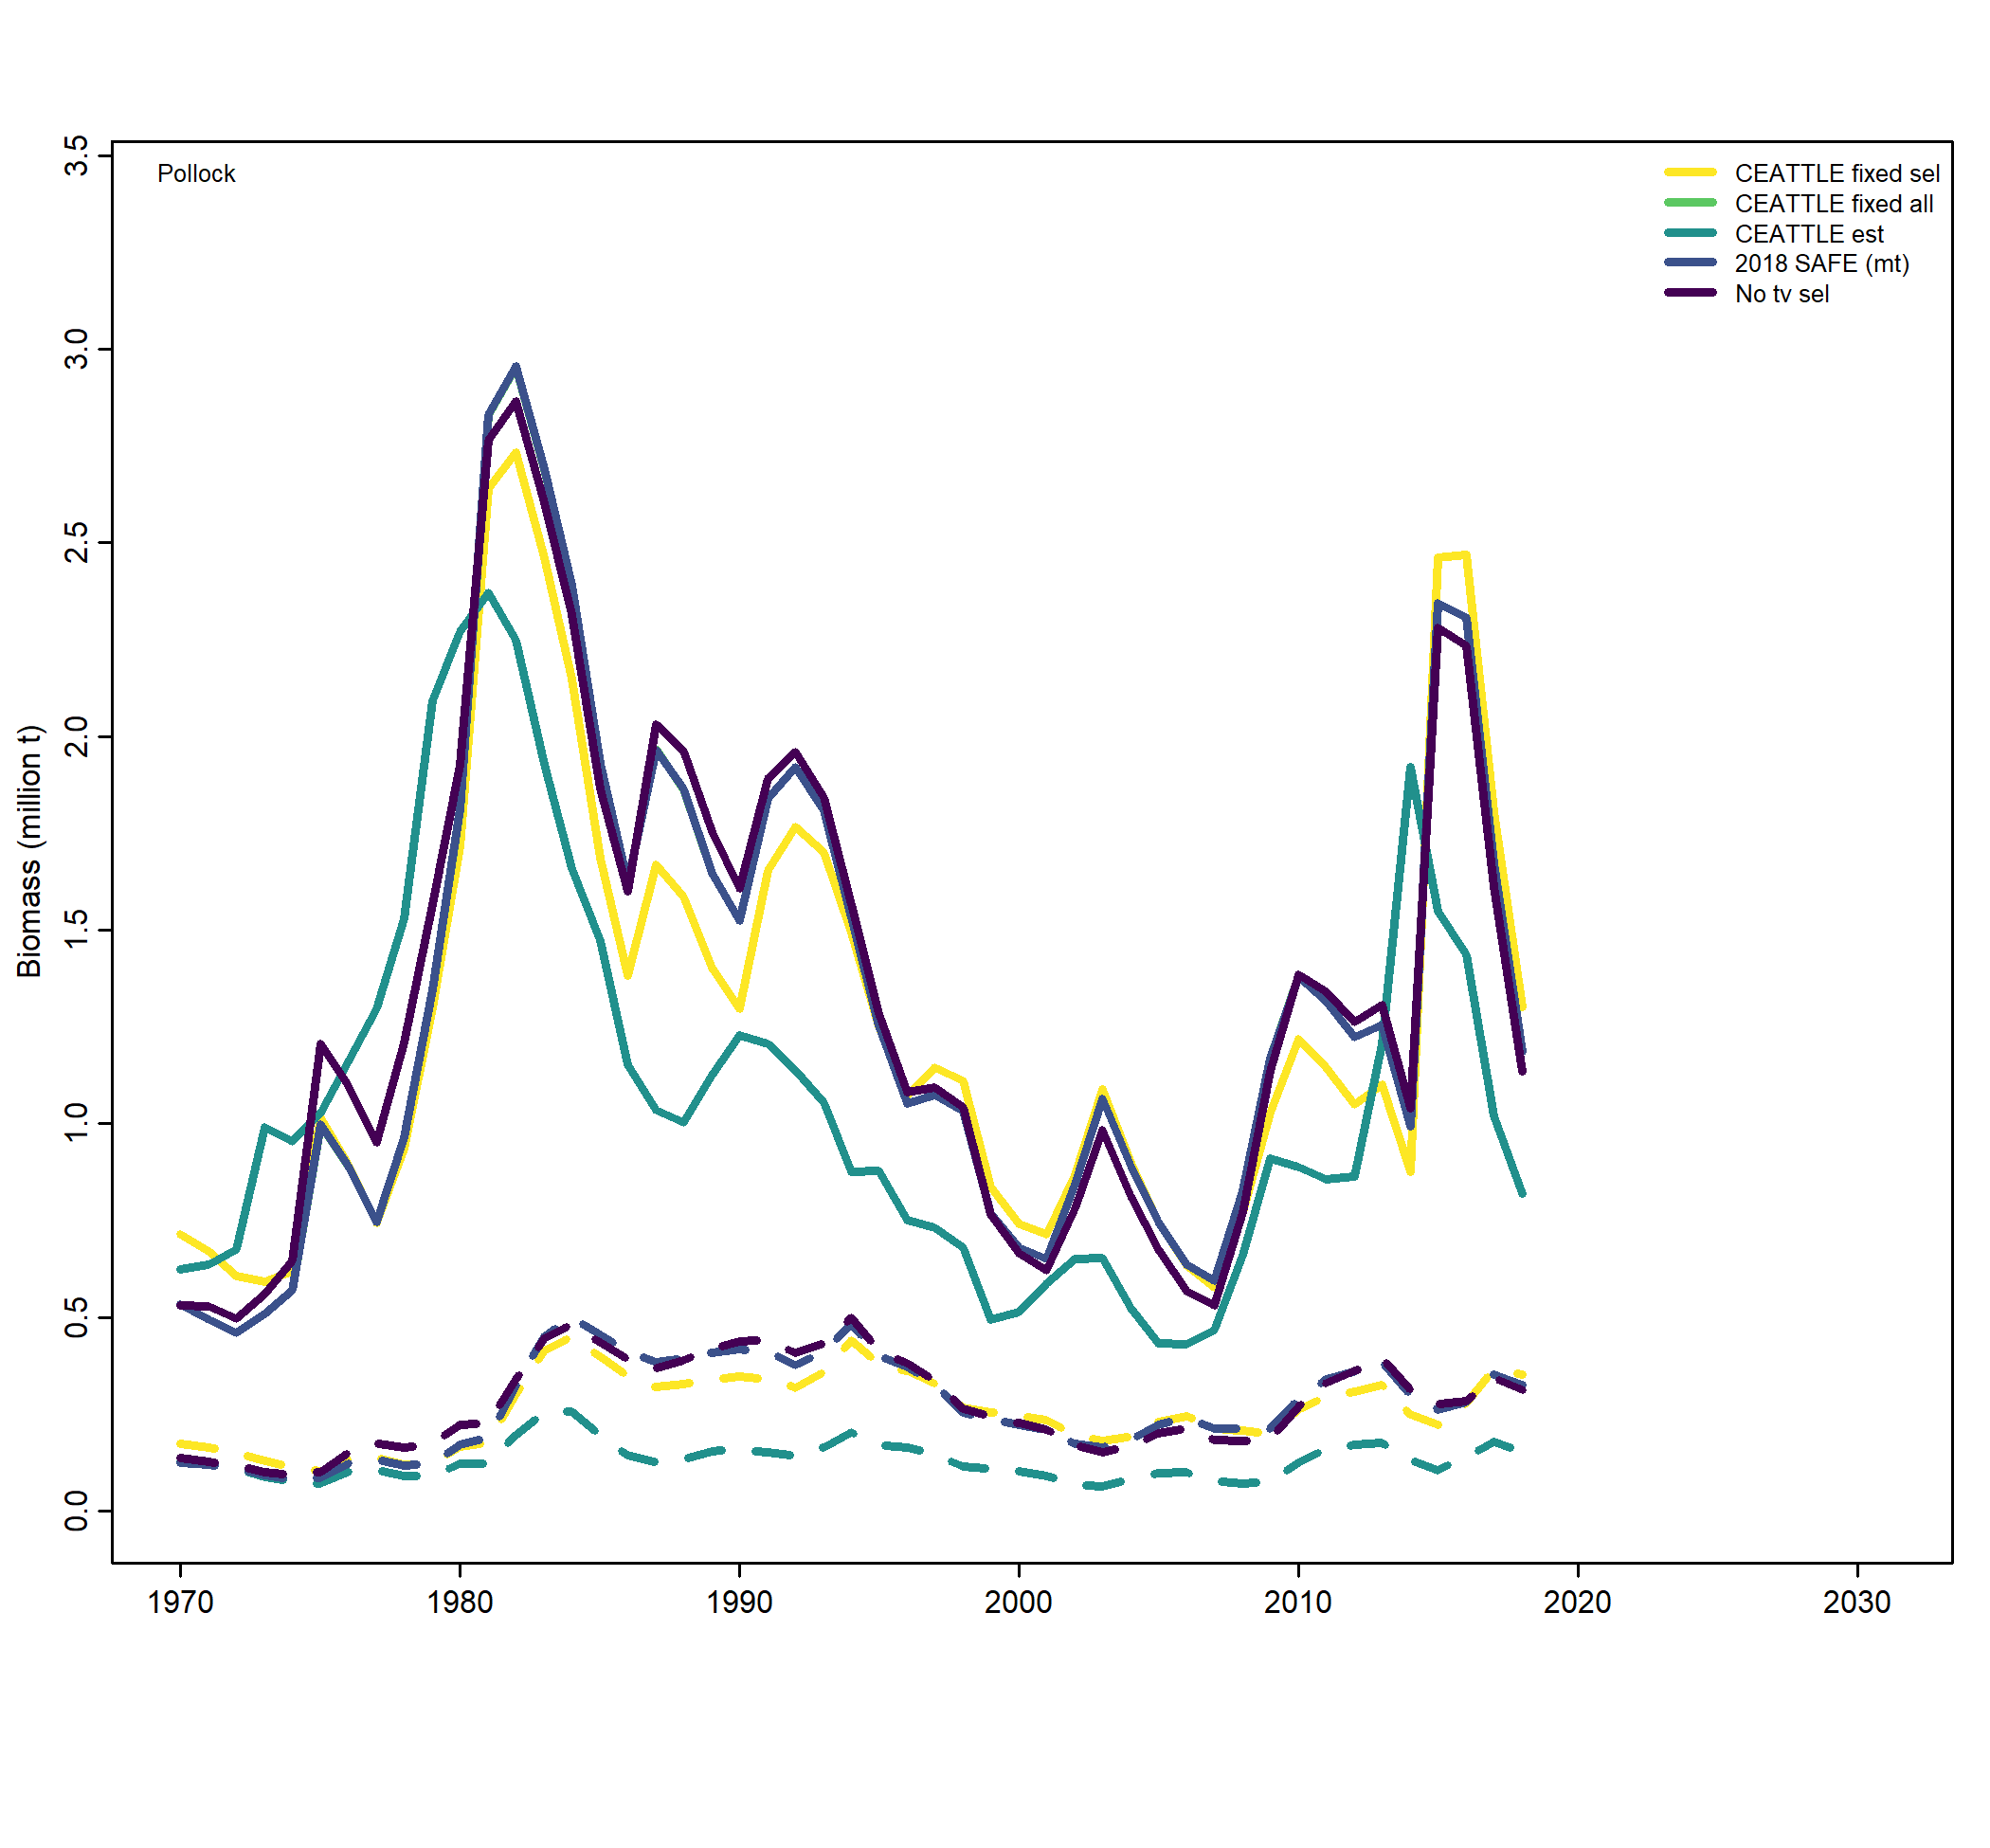 Pollock
CEATTLE fixed sel
CEATTLE fixed all
CEATTLE est
2018 SAFE (mt)
No tv sel
Biomass (million t)
3.5
3.0
2.5
2.0
1.5
1.0
0.5
0.0
1970 1980 1990 2000 2010 2020 2030